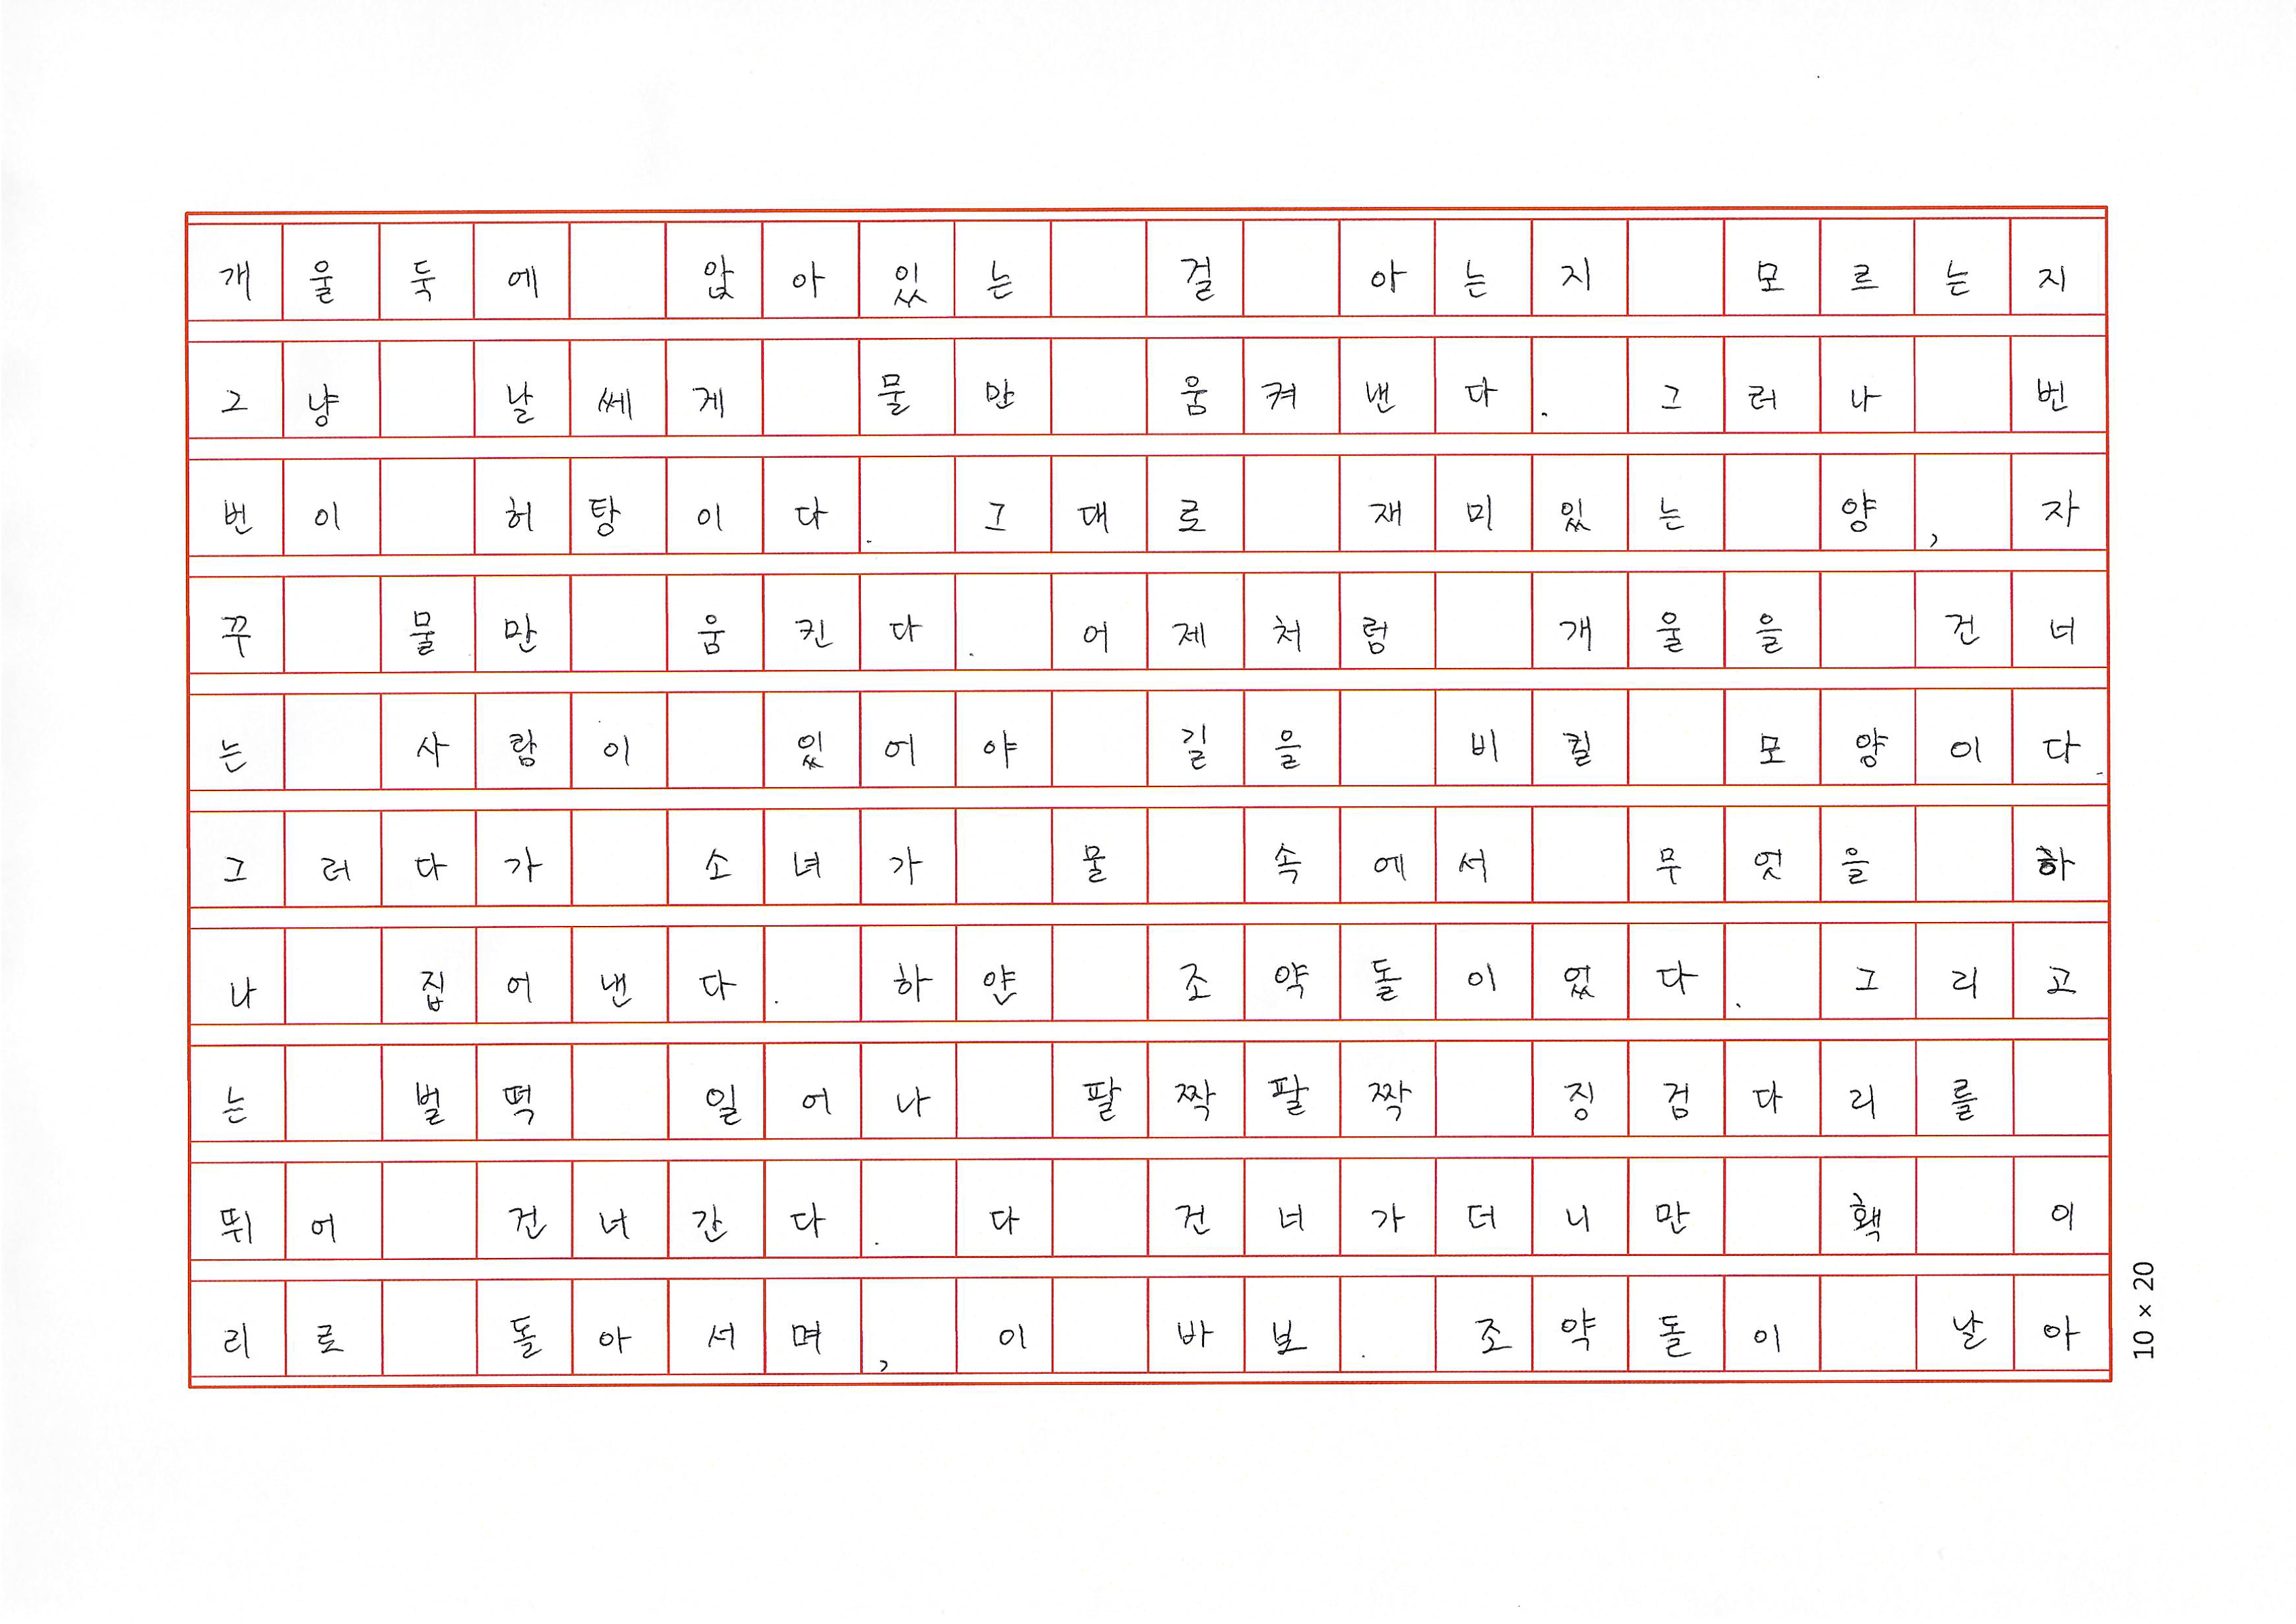 개울둑에 앉아있는 걸 아는지 모르는지
그냥 날쎄게 물만 움켜낸다. 그러나 번
번이 허탕이다. 그대로 재미있는 양, 자
꾸 물만 움킨다. 어제처럼 개울을 건너
는 사람이 있어야 길을 비킬 모양이다.
그러다가 소녀가 물 속에서 무엇을 하
나 집어낸다. 하얀 조약돌이었다. 그리고
는 벌떡 일어나 팔짝팔짝 징검다리를
뛰어 건너간다. 다 건너가더니만 홱 이
리로 돌아서며, 이 바보. 조약돌이 날아
10 × 20